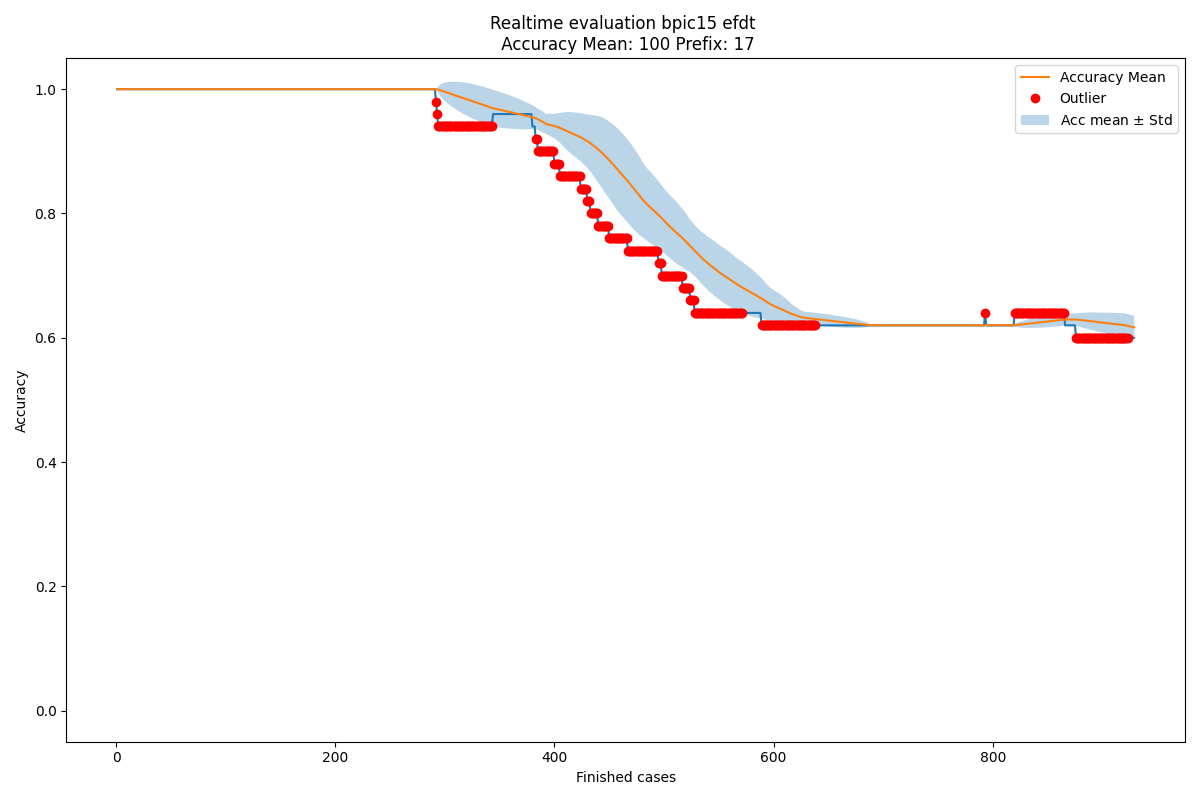 Realtime evaluation bpic15 efdt
Accuracy Mean: 100 Prefix: 17
Accuracy Mean
Outlier
Acc mean ± Std
1.0
0.8
0.6
0.4
0.2
0.0
Accuracy
0 200 400 600 800
Finished cases